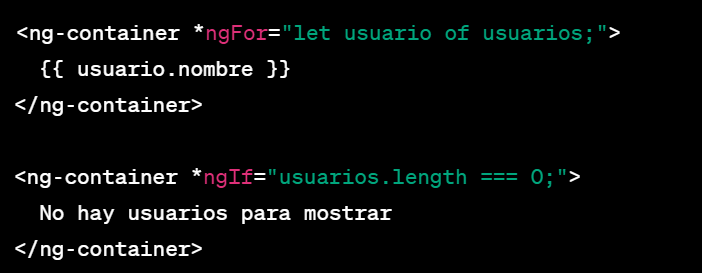 <ng-container *ngFor="let usuario of usuarios;">
{{ usuario.nombre }}
</ng-container>
<ng-container *ngIf="usuarios.length === 0;">
No hay usuarios para mostrar
</ng-container>